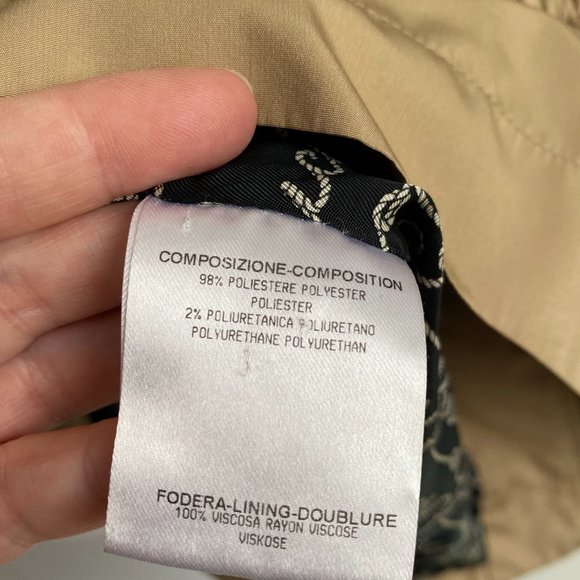 COMPOSIZIONE-COMPOSITION
98% POLIESTERE POLYESTER
POLIESTER
2% POLIURETANICA POLIURETANO
POLYURETHANE POLYURETHAN
FODERA-LINING-DOUBLURE
100% VISCOSA RAYON VISCOSE
VISKOSE